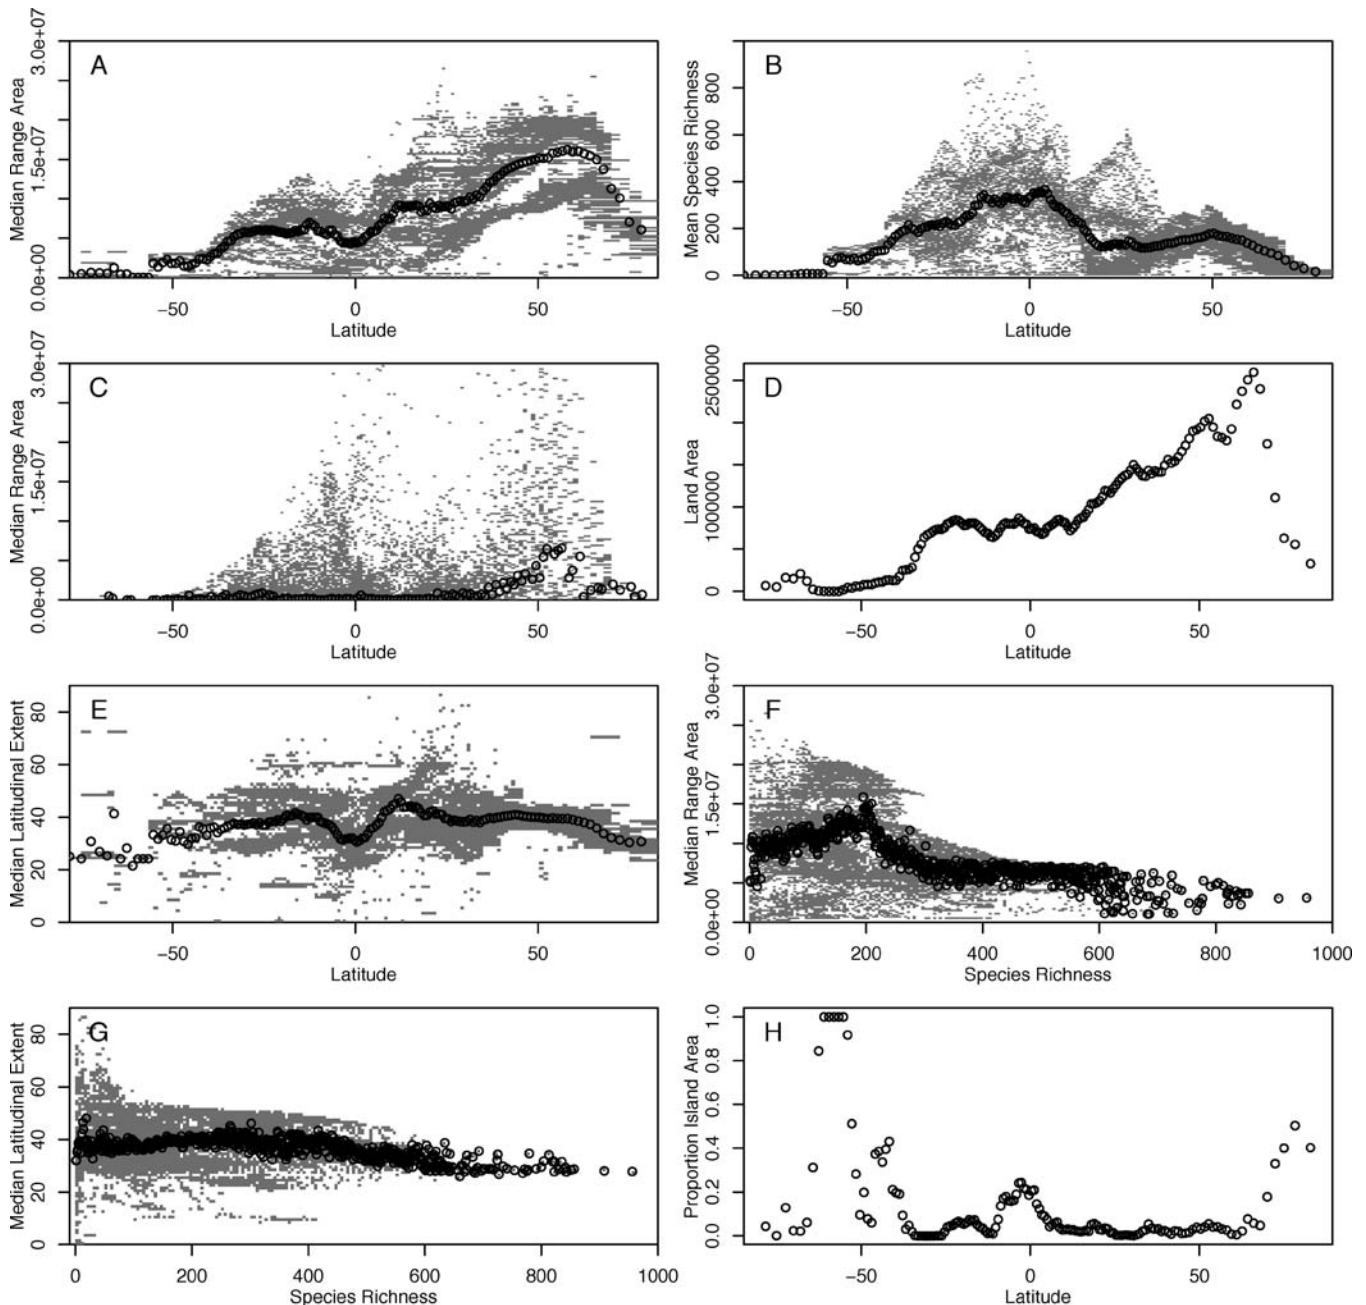 A
Median Range Area
0.0e+00 1.5e+07 3.0e+07
−50 0 50
Latitude
B
Mean Species Richness
0 200 400 600 800
−50 0 50
Latitude
C
Median Range Area
0.0e+00 1.5e+07 3.0e+07
−50 0 50
Latitude
D
Land Area
0 1000000 2500000
−50 0 50
Latitude
E
Median Latitudinal Extent
0 20 40 60 80
−50 0 50
Latitude
F
Median Range Area
0.0e+00 1.5e+07 3.0e+07
0 200 400 600 800 1000
Species Richness
G
Median Latitudinal Extent
0 20 40 60 80
0 200 400 600 800 1000
Species Richness
H
Proportion Island Area
0.0 0.2 0.4 0.6 0.8 1.0
−50 0 50
Latitude